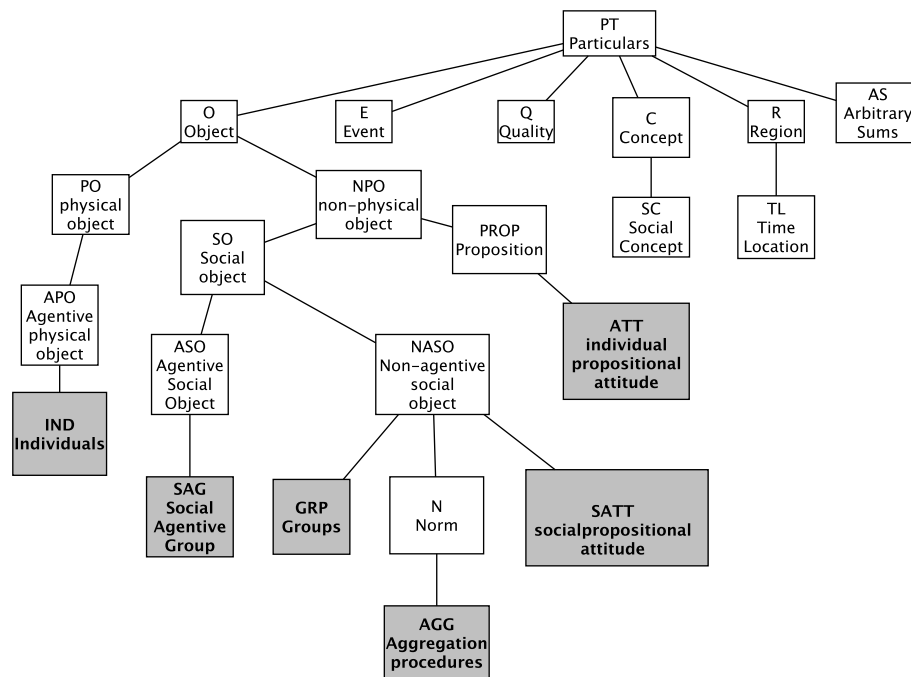 PT
Particulars
O
Object
E
Event
Q
Quality
C
Concept
R
Region
AS
Arbitrary
Sums
PO
physical
object
NPO
non-physical
object
SC
Social
Concept
TL
Time
Location
SO
Social
object
PROP
Proposition
APO
Agentive
physical
object
ASO
Agentive
Social
Object
NASO
Non-agentive
social
object
ATT
individual
propositional
attitude
IND
Individuals
SAG
Social
Agentive
Group
GRP
Groups
N
Norm
SATT
socialpropositional
attitude
AGG
Aggregation
procedures